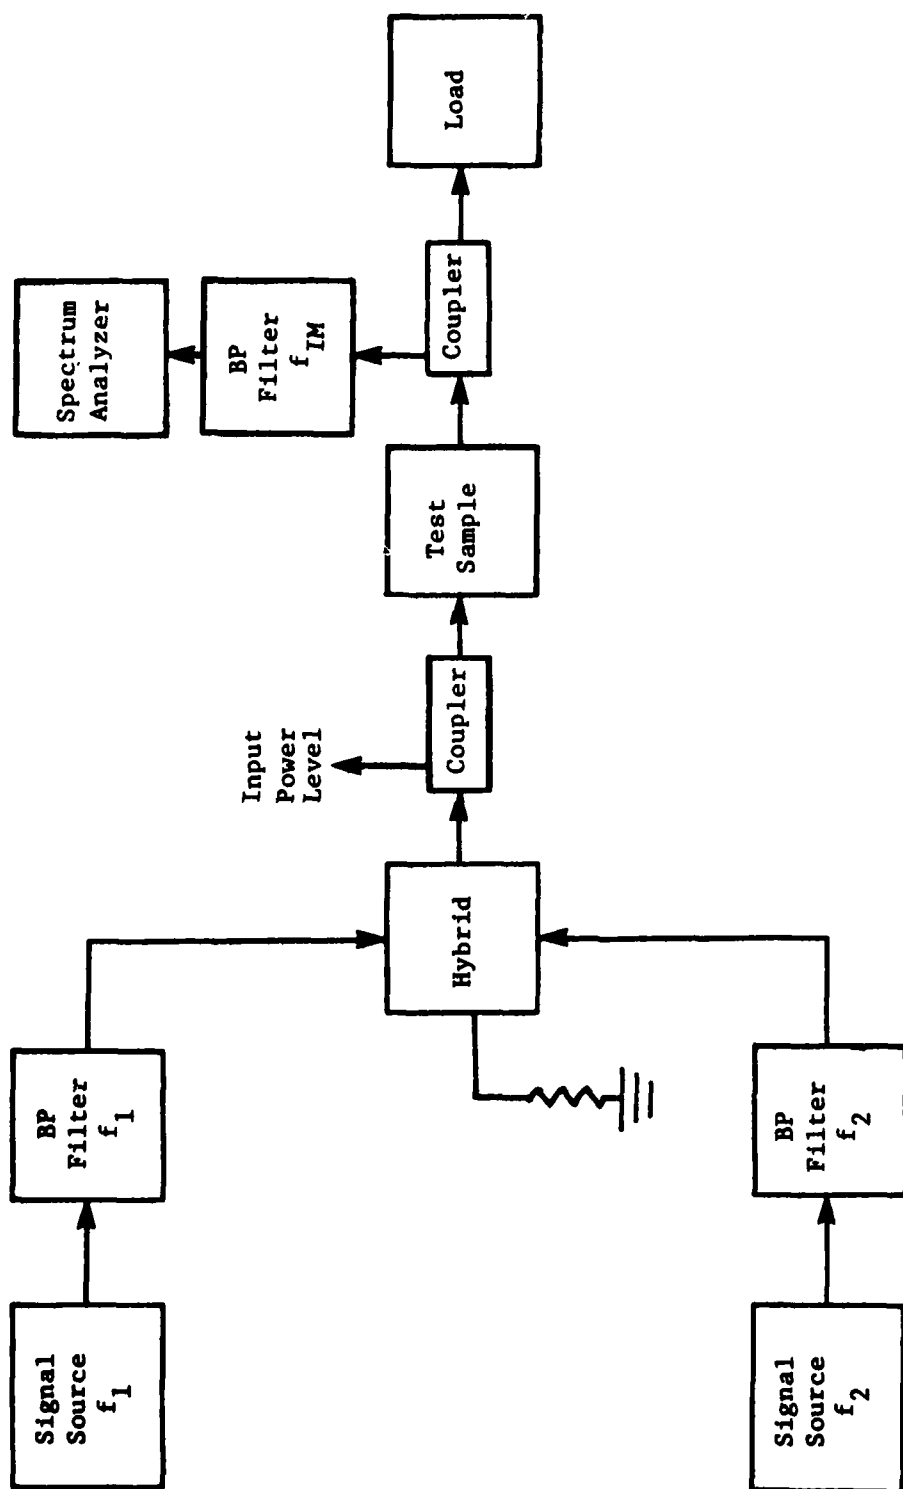 Signal
Source
f1
BP
Filter
f1
Signal
Source
f2
BP
Filter
f2
Hybrid
Input
Power
Level
Coupler
Test
Sample
Coupler
BP
Filter
fIM
Spectrum
Analyzer
Load